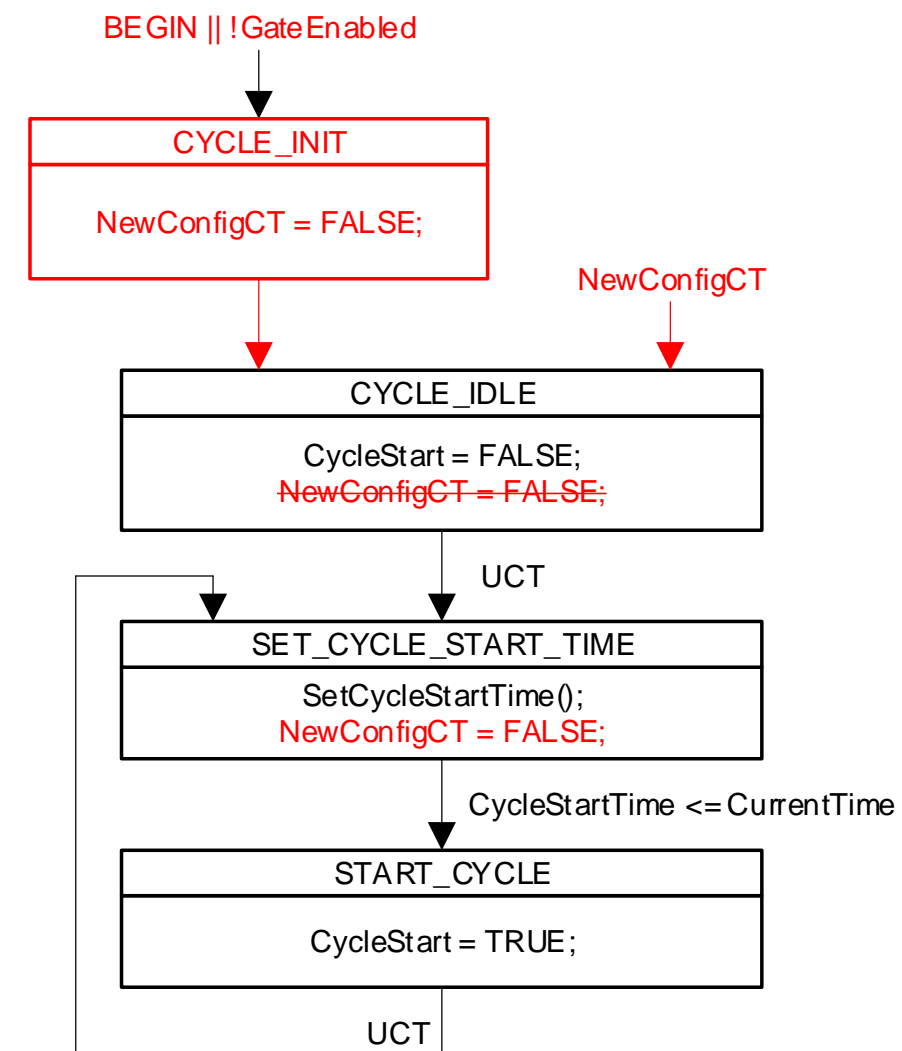 BEGIN || !GateEnabled
CYCLE_INIT
NewConfigCT = FALSE;
NewConfigCT
CYCLE_IDLE
CycleStart = FALSE;
NewConfigCT = FALSE;
UCT
SET_CYCLE_START_TIME
SetCycleStartTime();
NewConfigCT = FALSE;
CycleStartTime <= CurrentTime
START_CYCLE
CycleStart = TRUE;
UCT